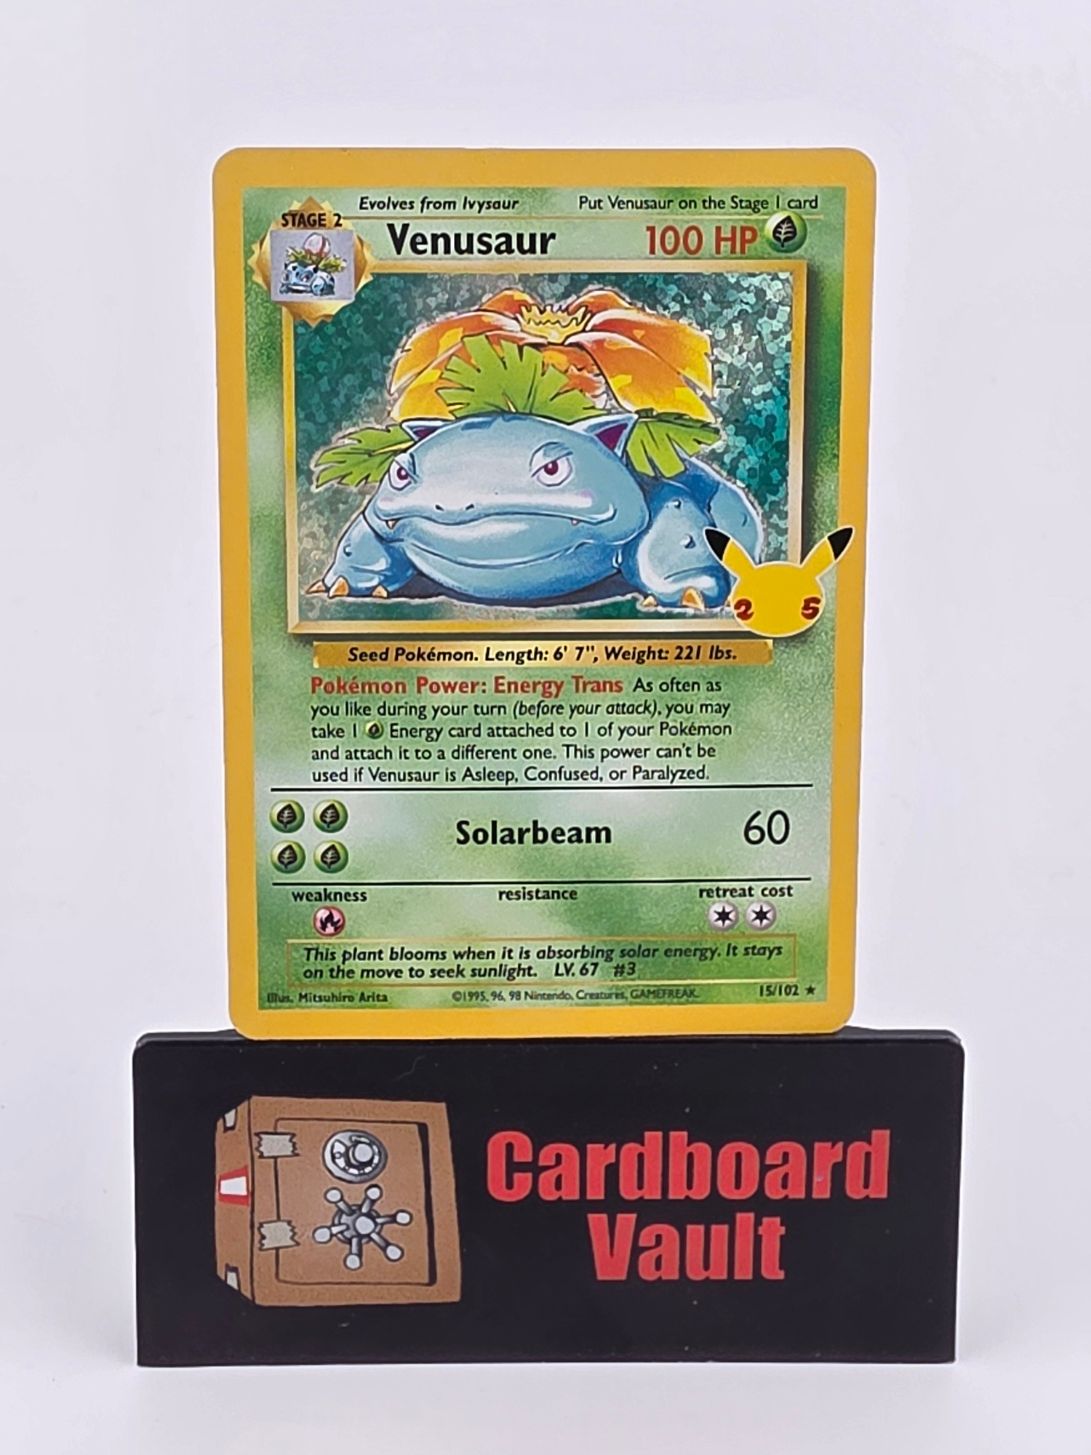 Evolves from Ivysaur Put Venusaur on the Stage 1 card
STAGE 2
Venusaur 100 HP
2 5
Seed Pokémon. Length: 6' 7", Weight: 221 lbs.
Pokémon Power: Energy Trans As often as
you like during your turn (before your attack), you may
take 1 Energy card attached to 1 of your Pokémon
and attach it to a different one. This power can't be
used if Venusaur is Asleep, Confused, or Paralyzed.
Solarbeam 60
weakness resistance retreat cost
This plant blooms when it is absorbing solar energy. It stays
on the move to seek sunlight. LV. 67 #3
Illus. Mitsuhiro Arita ©1995, 96, 98 Nintendo, Creatures, GAMEFREAK. 15/102 ★
Cardboard
Vault